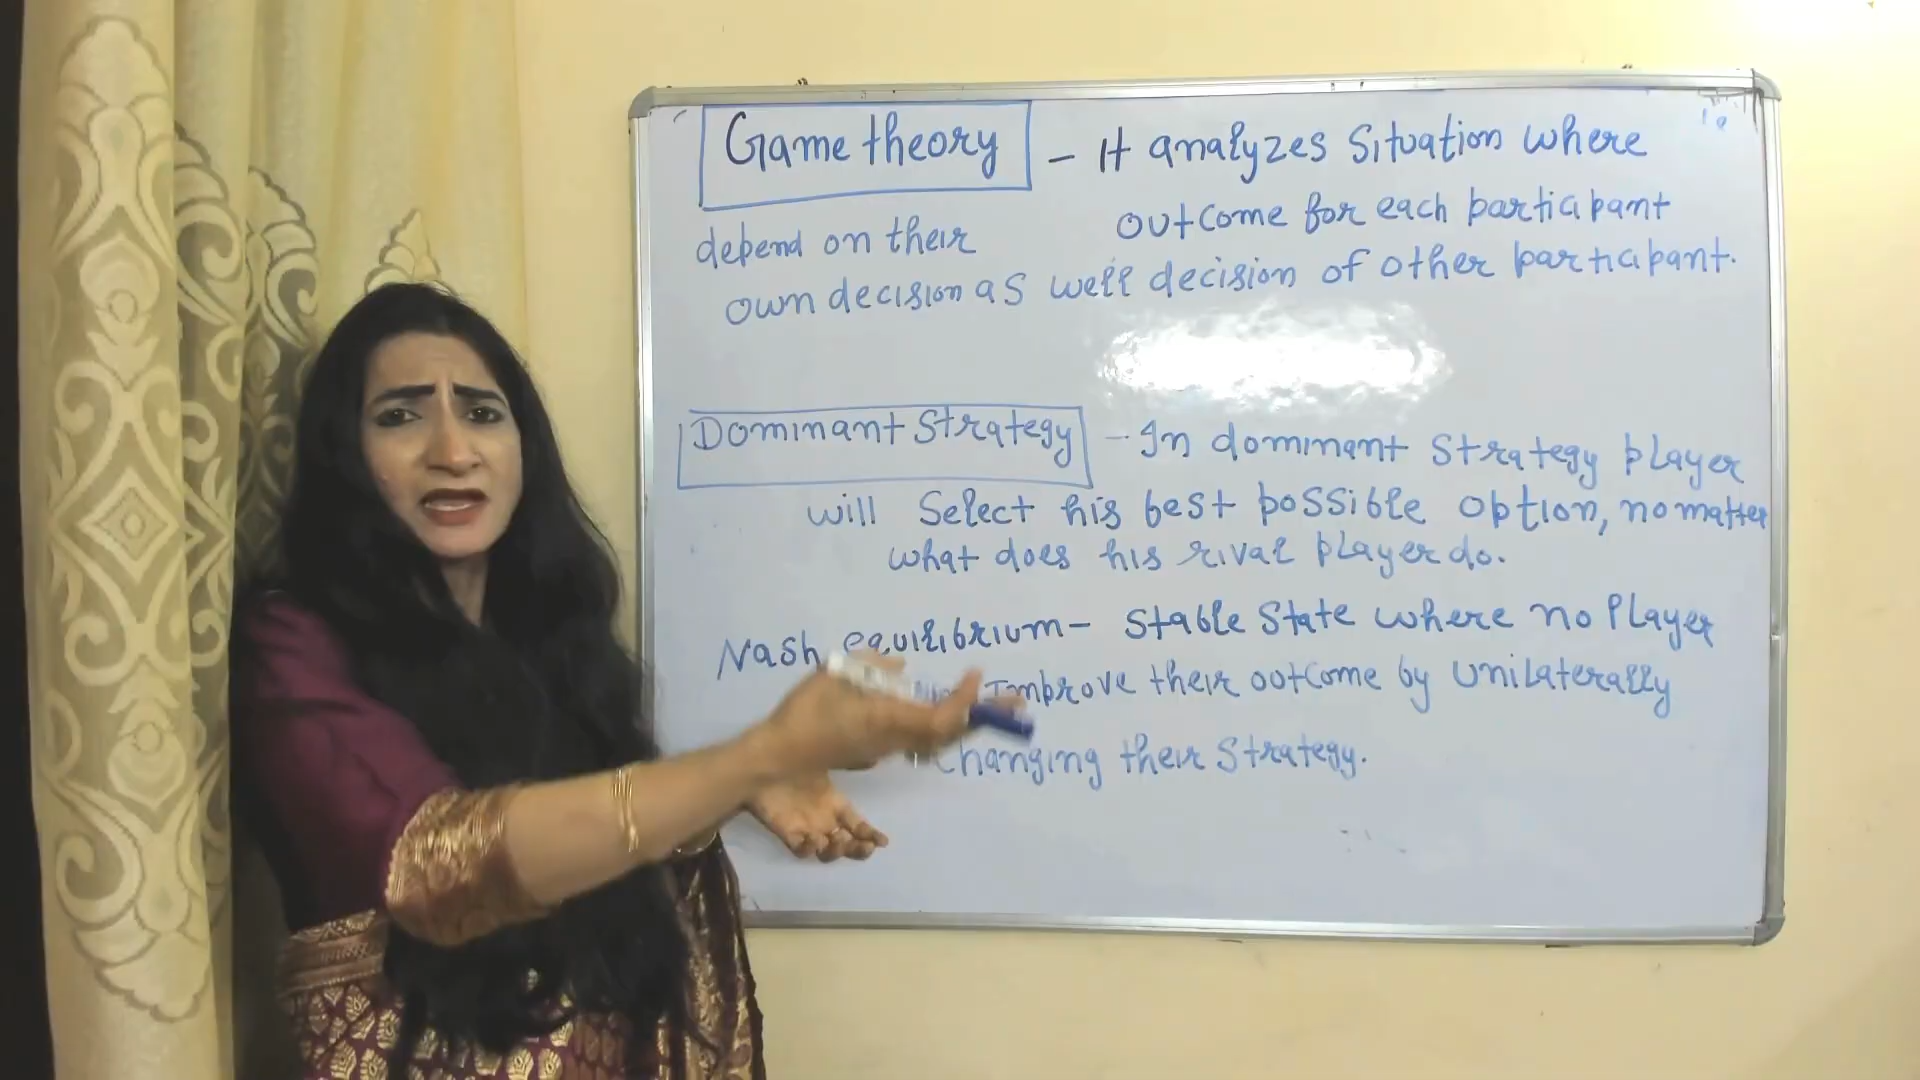 Game theory - It analyzes Situation where
outcome for each participant
depend on their
own decision as well decision of other participant.
Dominant Strategy - In dominant Strategy player
will Select his best possible option, no matter
what does his rival player do.
Nash equilibrium - Stable State where no Player
Improve their outcome by Unilaterally
changing their Strategy.